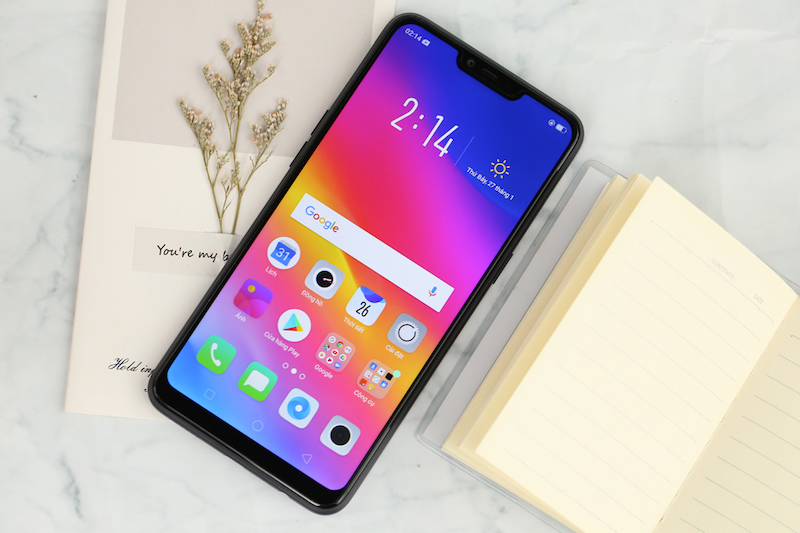 02:14
2:14
Thứ Bảy, 27 tháng 1
Google
31
26
Lịch
Đồng hồ
Thời tiết
Cài đặt
Ảnh
Cửa hàng Play
Google
Công cụ
You're my b
Hold in